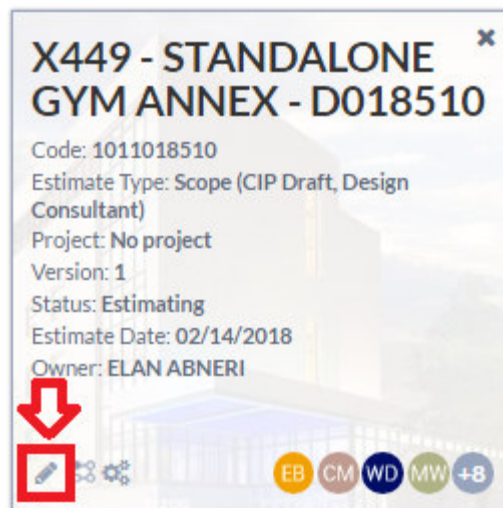 X449 - STANDALONE
GYM ANNEX - D018510
Code: 1011018510
Estimate Type: Scope (CIP Draft, Design
Consultant)
Project: No project
Version: 1
Status: Estimating
Estimate Date: 02/14/2018
Owner: ELAN ABNERI
EB CM WD MW +8